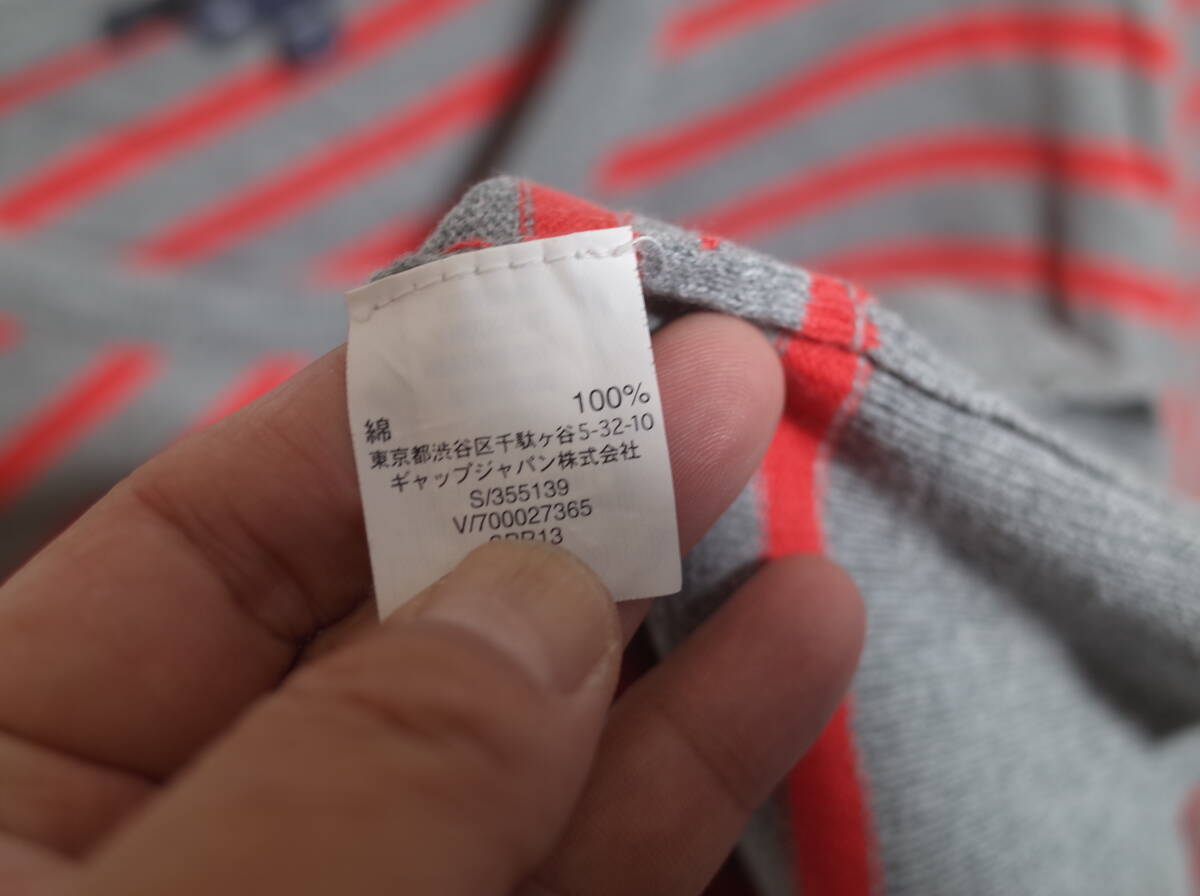 100%
綿
東京都渋谷区千駄ヶ谷5-32-10
ギャップジャパン株式会社
S/355139
V/700027365